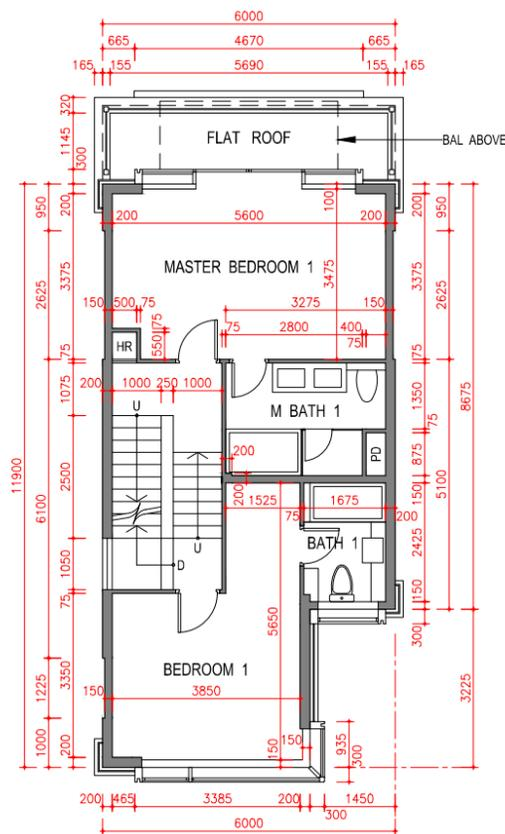 6000
665 4670 665
165 155 5690 155 165
320
1145
300
FLAT ROOF
BAL ABOVE
950 200 200 5600 200 200 950
100
MASTER BEDROOM 1
2625 3375 3475 3375 2625
150 500 75 3275 150
75 2800 400
75
550 75
HR
75 75
200 1000 250 1000
1075 1350
U
M BATH 1
75
8675
200
PD
875
11900
6100
2500
5100
200
1525 1675 200
150
75
BATH 1
2425
U
D
1050
150
75
300
5650
BEDROOM 1
3350
150 3850
1225
3225
1000
200
150
150
935
300
200 465 3385 200 1450
300
6000